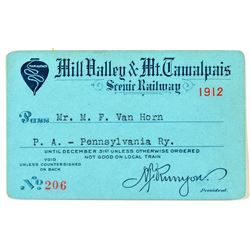 Mill Valley & Mt. Tamalpais
Scenic Railway
1912
Pass Mr. M. F. Van Horn
P. A. - Pennsylvania Ry.
UNTIL DECEMBER 31ST UNLESS OTHERWISE ORDERED
VOID
UNLESS COUNTERSIGNED
ON BACK
NOT GOOD ON LOCAL TRAIN
No. 206
President.